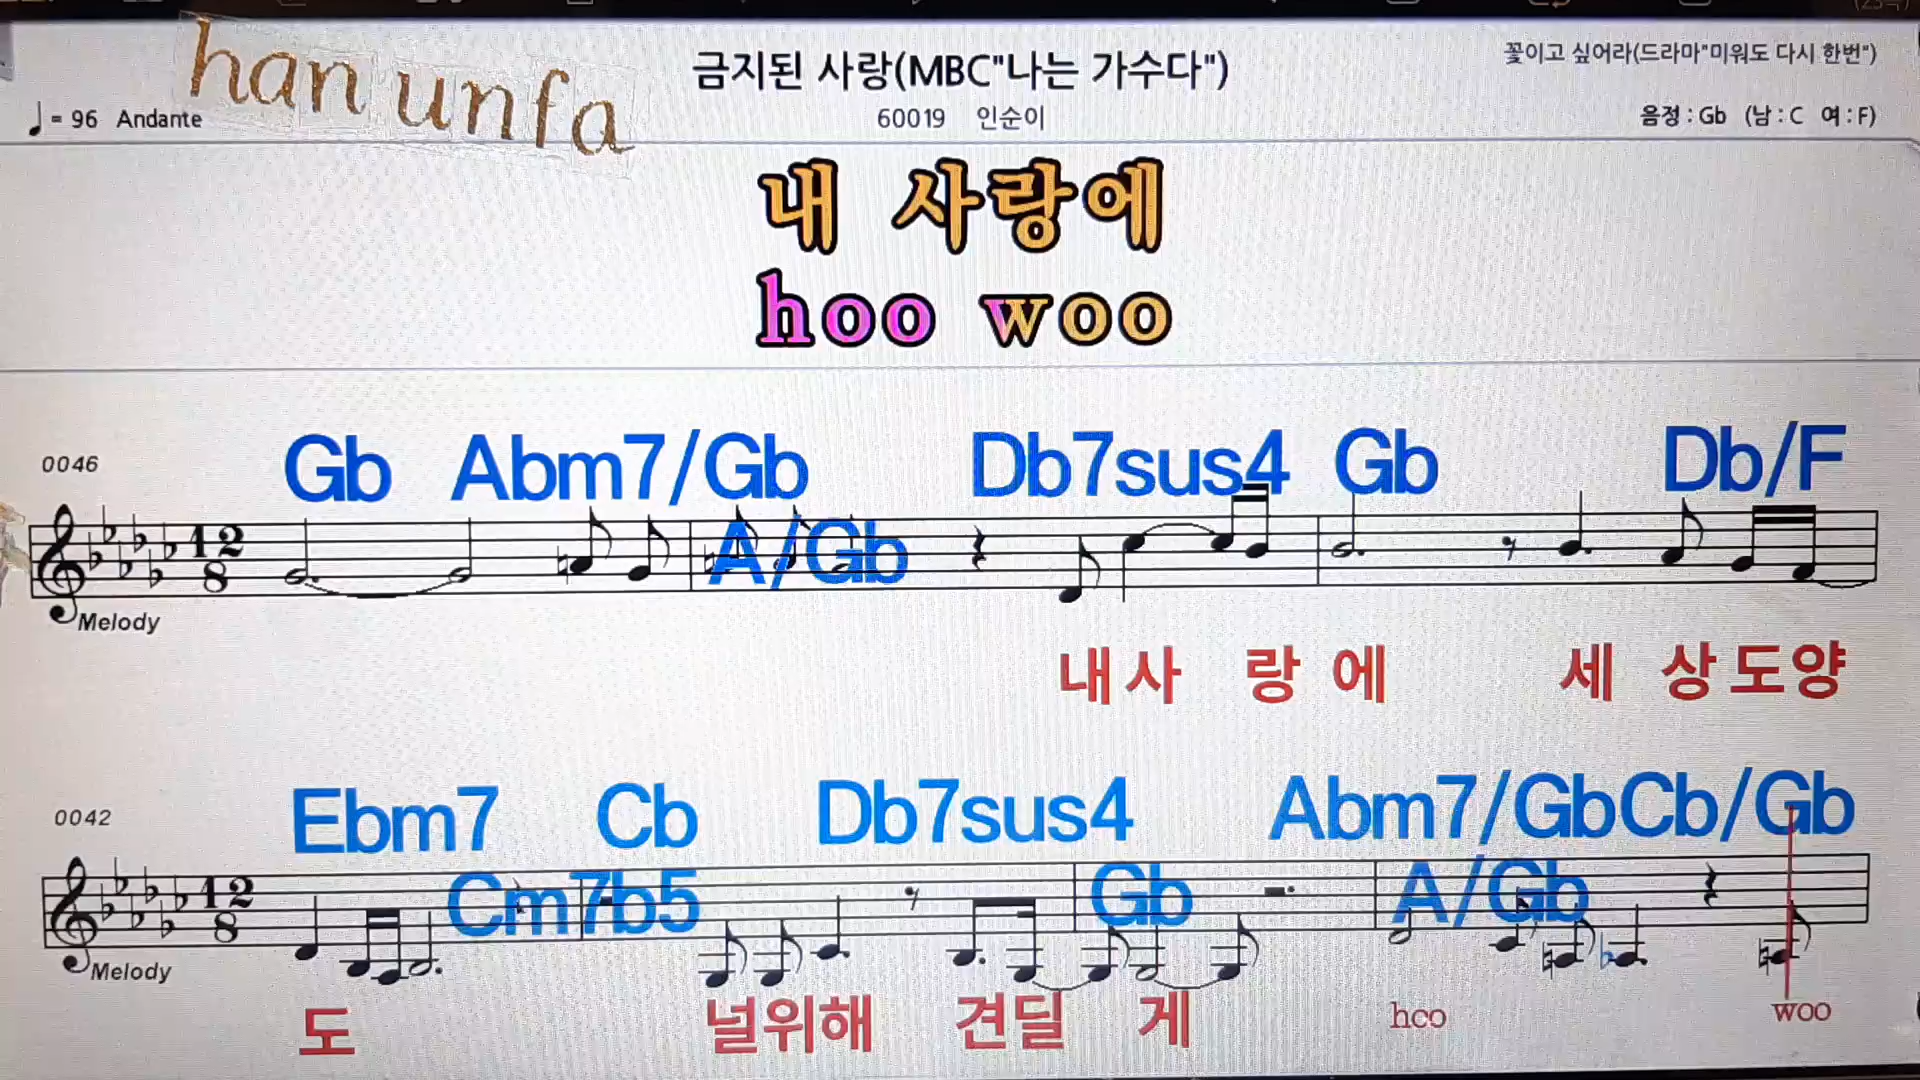 han unfa
금지된 사랑(MBC"나는 가수다")
꽃이고 싶어라(드라마"미워도 다시 한번")
♩= 96 Andante
60019 인순이
음정 : Gb (남 : C 여 : F)
내 사랑에
hoo woo
0046
Gb Abm7/Gb Db7sus4 Gb Db/F
A/Gb
12
8
Melody
내사 랑 에 세 상도양
0042
Ebm7 Cb Db7sus4 Abm7/GbCb/Gb
Cm7b5 Gb A/Gb
12
8
Melody
도 널위해 견딜 게 hoo woo